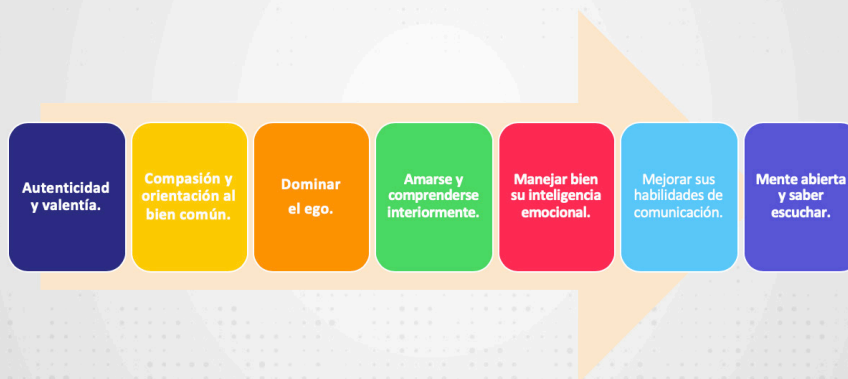 Autenticidad
y valentía.
Compasión y
orientación al
bien común.
Dominar
el ego.
Amarse y
comprenderse
interiormente.
Manejar bien
su inteligencia
emocional.
Mejorar sus
habilidades de
comunicación.
Mente abierta
y saber
escuchar.